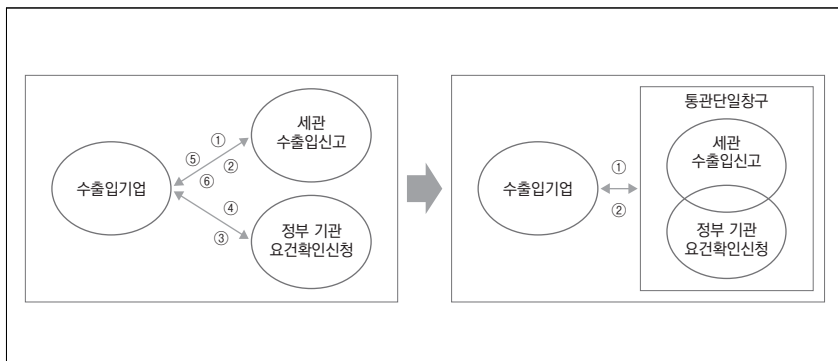 수출입기업
세관
수출입신고
정부 기관
요건확인신청
①
⑤
②
⑥
④
③
통관단일창구
수출입기업
①
②
세관
수출입신고
정부 기관
요건확인신청